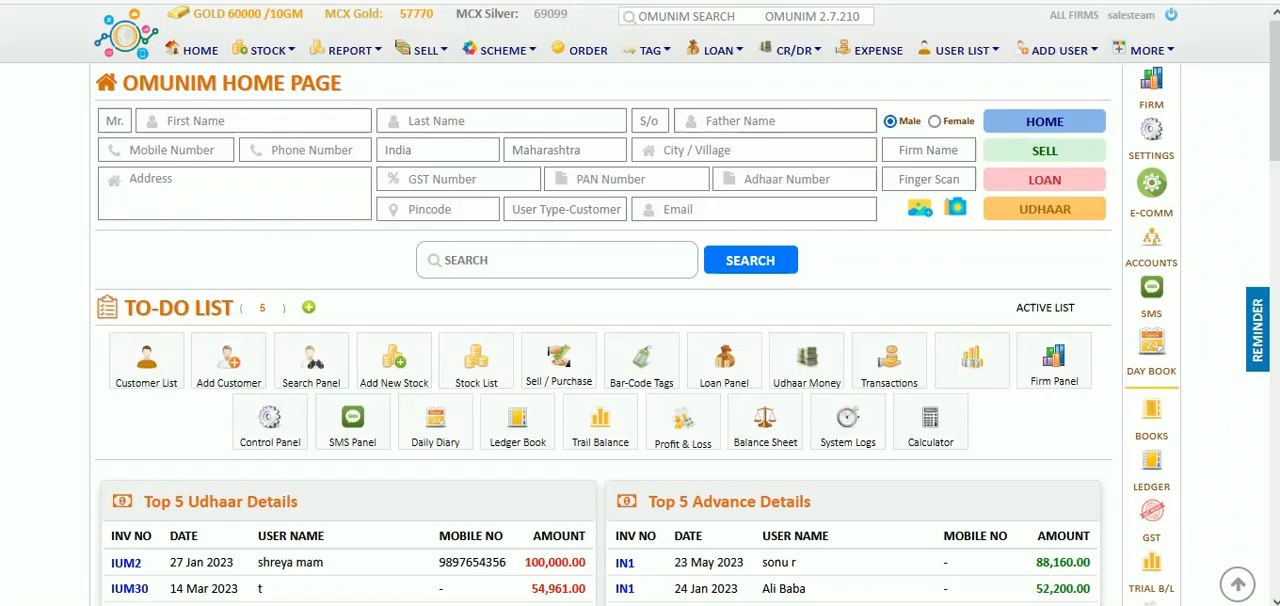 GOLD 60000 /10GM MCX Gold: 57770 MCX Silver: 69099 OMUNIM SEARCH OMUNIM 2.7.210 ALL FIRMS salesteam
HOME STOCK REPORT SELL SCHEME ORDER TAG LOAN CR/DR EXPENSE USER LIST ADD USER MORE
OMUNIM HOME PAGE
Mr. First Name Last Name S/o Father Name Male Female HOME
Mobile Number Phone Number India Maharashtra City / Village Firm Name SELL
Address GST Number PAN Number Adhaar Number Finger Scan LOAN
Pincode User Type-Customer Email UDHAAR
SEARCH SEARCH
TO-DO LIST ( 5 ) ACTIVE LIST
Customer List Add Customer Search Panel Add New Stock Stock List Sell / Purchase Bar-Code Tags Loan Panel Udhaar Money Transactions Firm Panel
Control Panel SMS Panel Daily Diary Ledger Book Trail Balance Profit & Loss Balance Sheet System Logs Calculator
Top 5 Udhaar Details
INV NO DATE USER NAME MOBILE NO AMOUNT
IUM2 27 Jan 2023 shreya mam 9897654356 100,000.00
IUM30 14 Mar 2023 t - 54,961.00
Top 5 Advance Details
INV NO DATE USER NAME MOBILE NO AMOUNT
IN1 23 May 2023 sonu r - 88,160.00
IN1 24 Jan 2023 Ali Baba - 52,200.00
FIRM
SETTINGS
E-COMM
ACCOUNTS
SMS
SMS
DAY BOOK
BOOKS
LEDGER
GST
TRIAL B/L
REMINDER